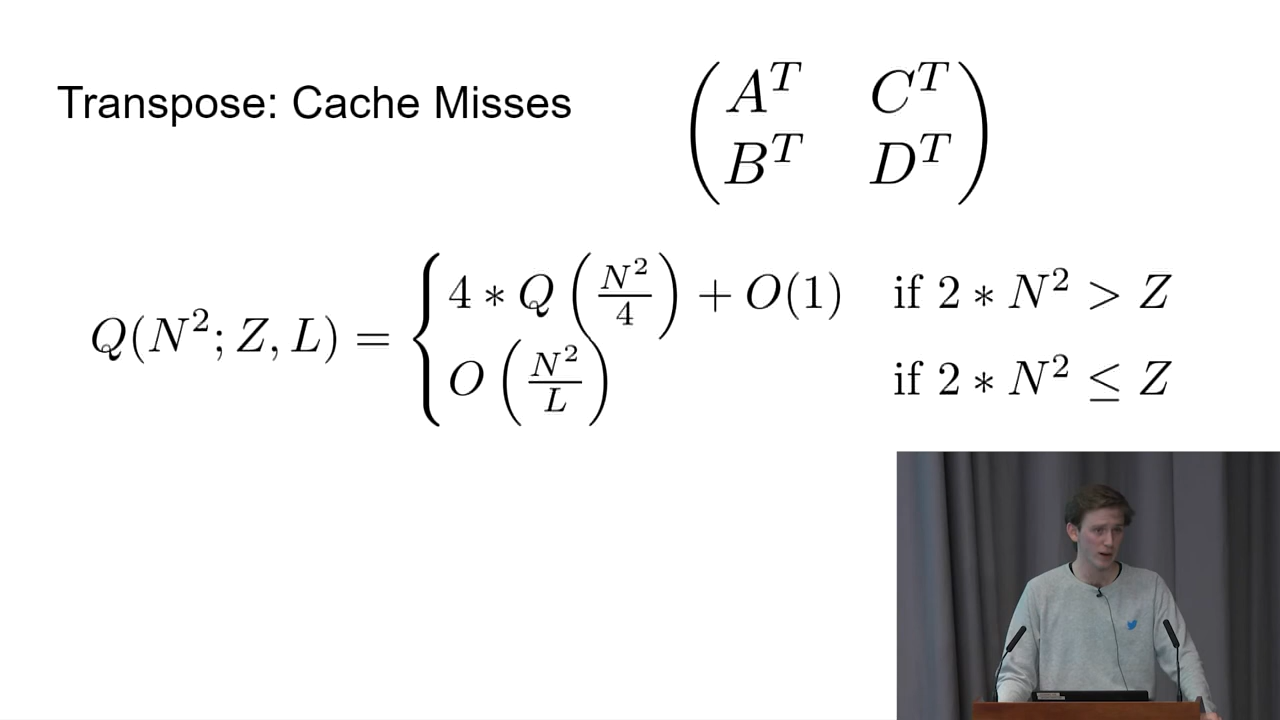 Transpose: Cache Misses
$\begin{pmatrix} A^T & C^T \\ B^T & D^T \end{pmatrix}$
$Q(N^2; Z, L) = \begin{cases} 4 * Q\left(\frac{N^2}{4}\right) + O(1) & \text{if } 2 * N^2 > Z \\ O\left(\frac{N^2}{L}\right) & \text{if } 2 * N^2 \leq Z \end{cases}$